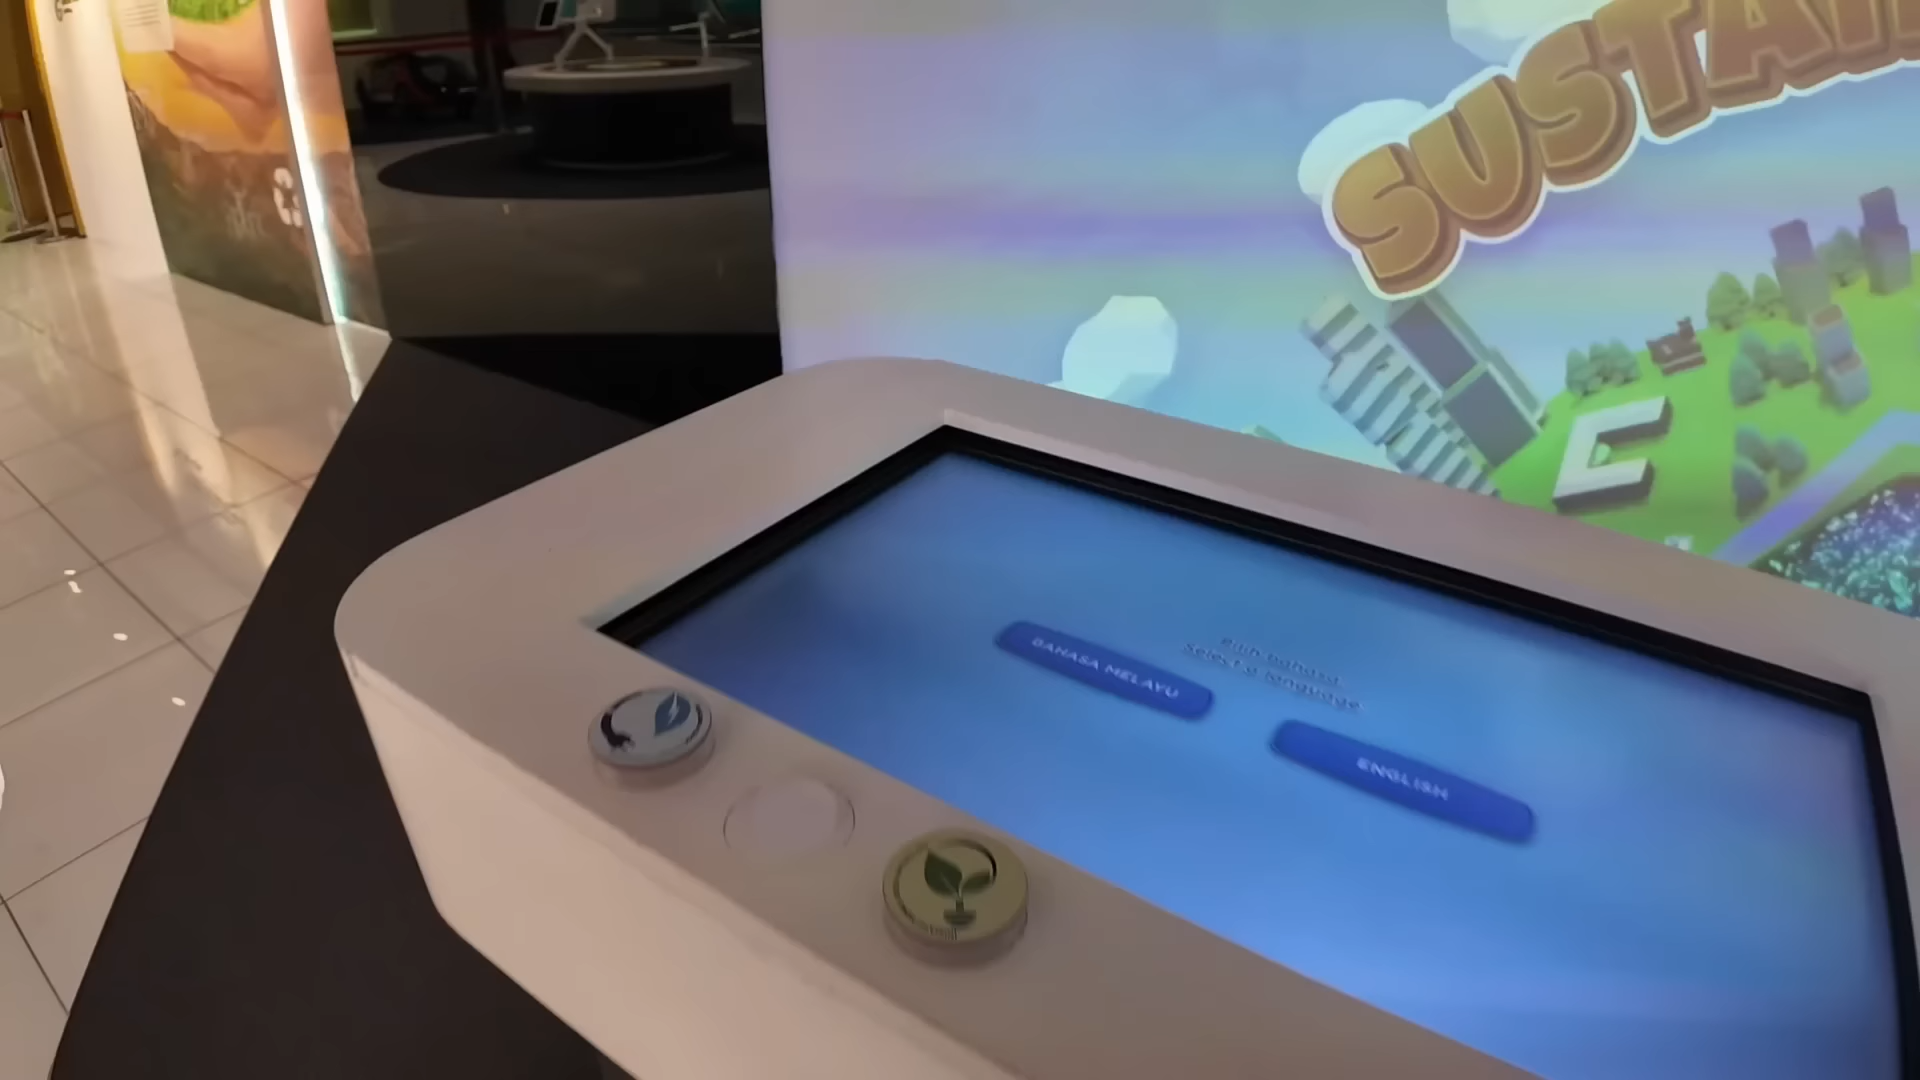 SUSTAI
Pilih bahasa
Select a language
BAHASA MELAYU
ENGLISH